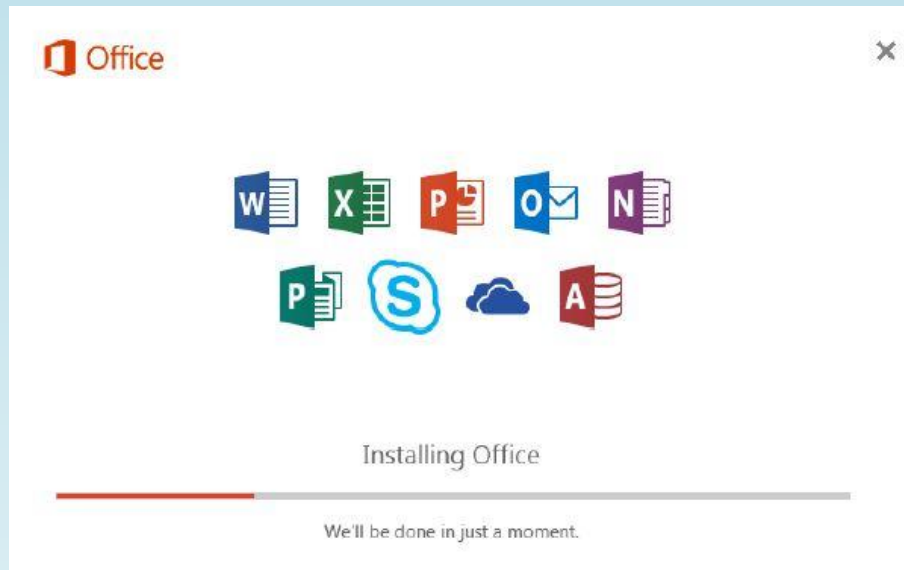 Office
W X P O N
P S A
Installing Office
We'll be done in just a moment.